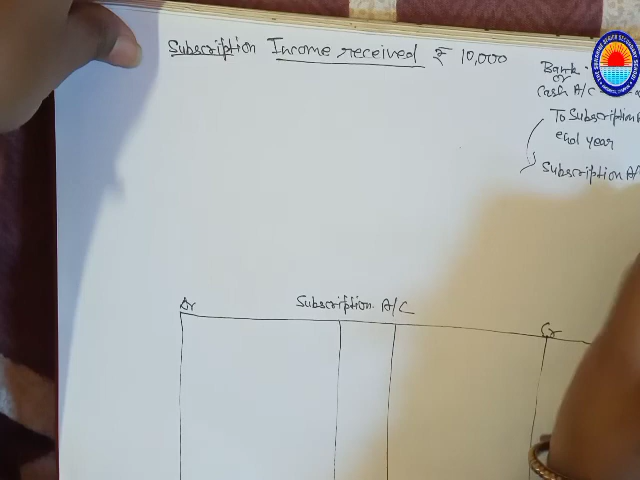 Subscription Income received ₹ 10,000
Bank
or
Cash A/C
To Subscription
end year
Subscription A/
Dr Subscription A/C Cr